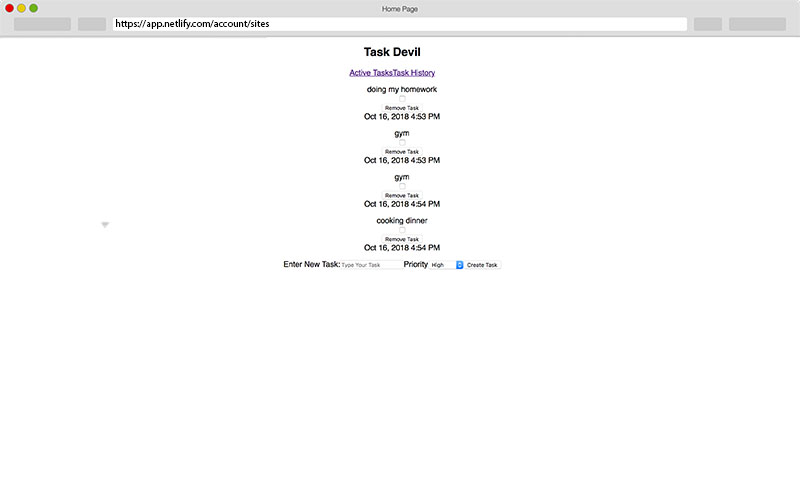 Home Page
https://app.netlify.com/account/sites
Task Devil
Active TasksTask History
doing my homework
Remove Task
Oct 16, 2018 4:53 PM
gym
Remove Task
Oct 16, 2018 4:53 PM
gym
Remove Task
Oct 16, 2018 4:54 PM
cooking dinner
Remove Task
Oct 16, 2018 4:54 PM
Enter New Task: Type Your Task Priority High Create Task